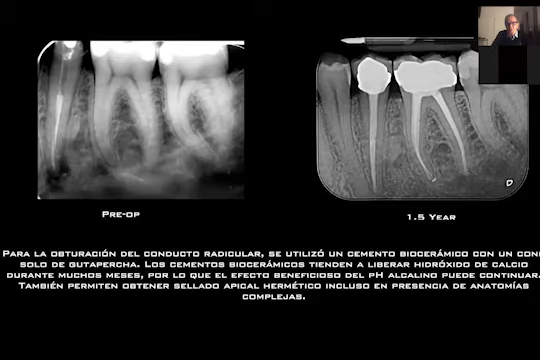 Pre-op
1.5 Year
Para la obturación del conducto radicular, se utilizó un cemento biocerámico con un cono
solo de gutapercha. Los cementos biocerámicos tienden a liberar hidróxido de calcio
durante muchos meses, por lo que el efecto beneficioso del pH alcalino puede continuar.
También permiten obtener sellado apical hermético incluso en presencia de anatomías
complejas.